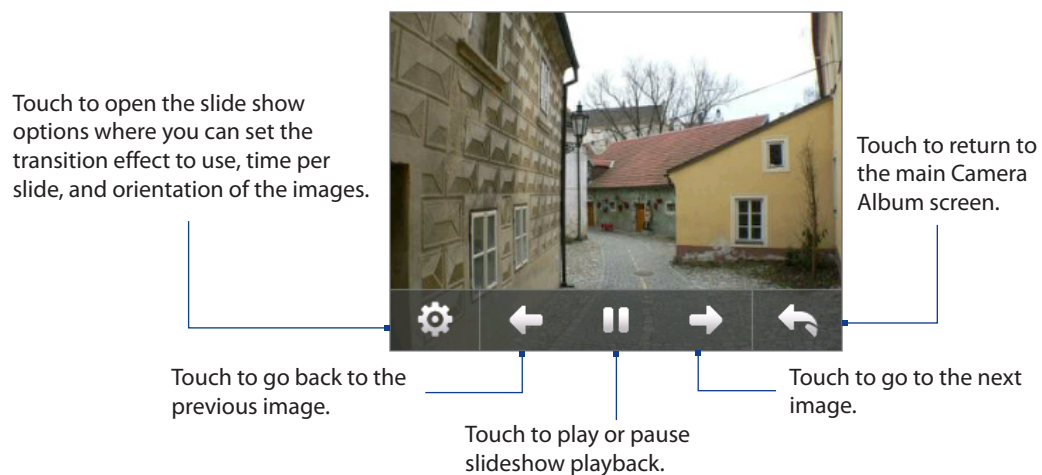 Touch to open the slide show
options where you can set the
transition effect to use, time per
slide, and orientation of the images.
Touch to return to
the main Camera
Album screen.
Touch to go back to the
previous image.
Touch to play or pause
slideshow playback.
Touch to go to the next
image.